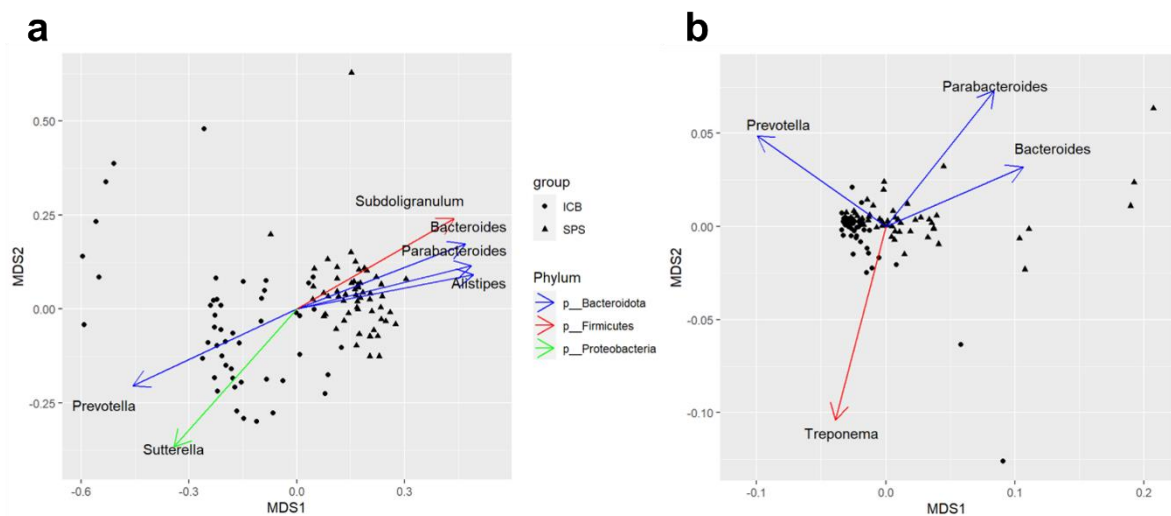 a
b
0.50
0.25
0.00
-0.25
-0.6
-0.3
0.0
0.3
MDS1
MDS2
Subdoligranulum
Bacteroides
Parabacteroides
Alistipes
Prevotella
Sutterella
group
ICB
SPS
Phylum
p__Bacteroidota
p__Firmicutes
p__Proteobacteria
0.05
0.00
-0.05
-0.10
-0.1
0.0
0.1
0.2
MDS1
MDS2
Parabacteroides
Prevotella
Bacteroides
Treponema